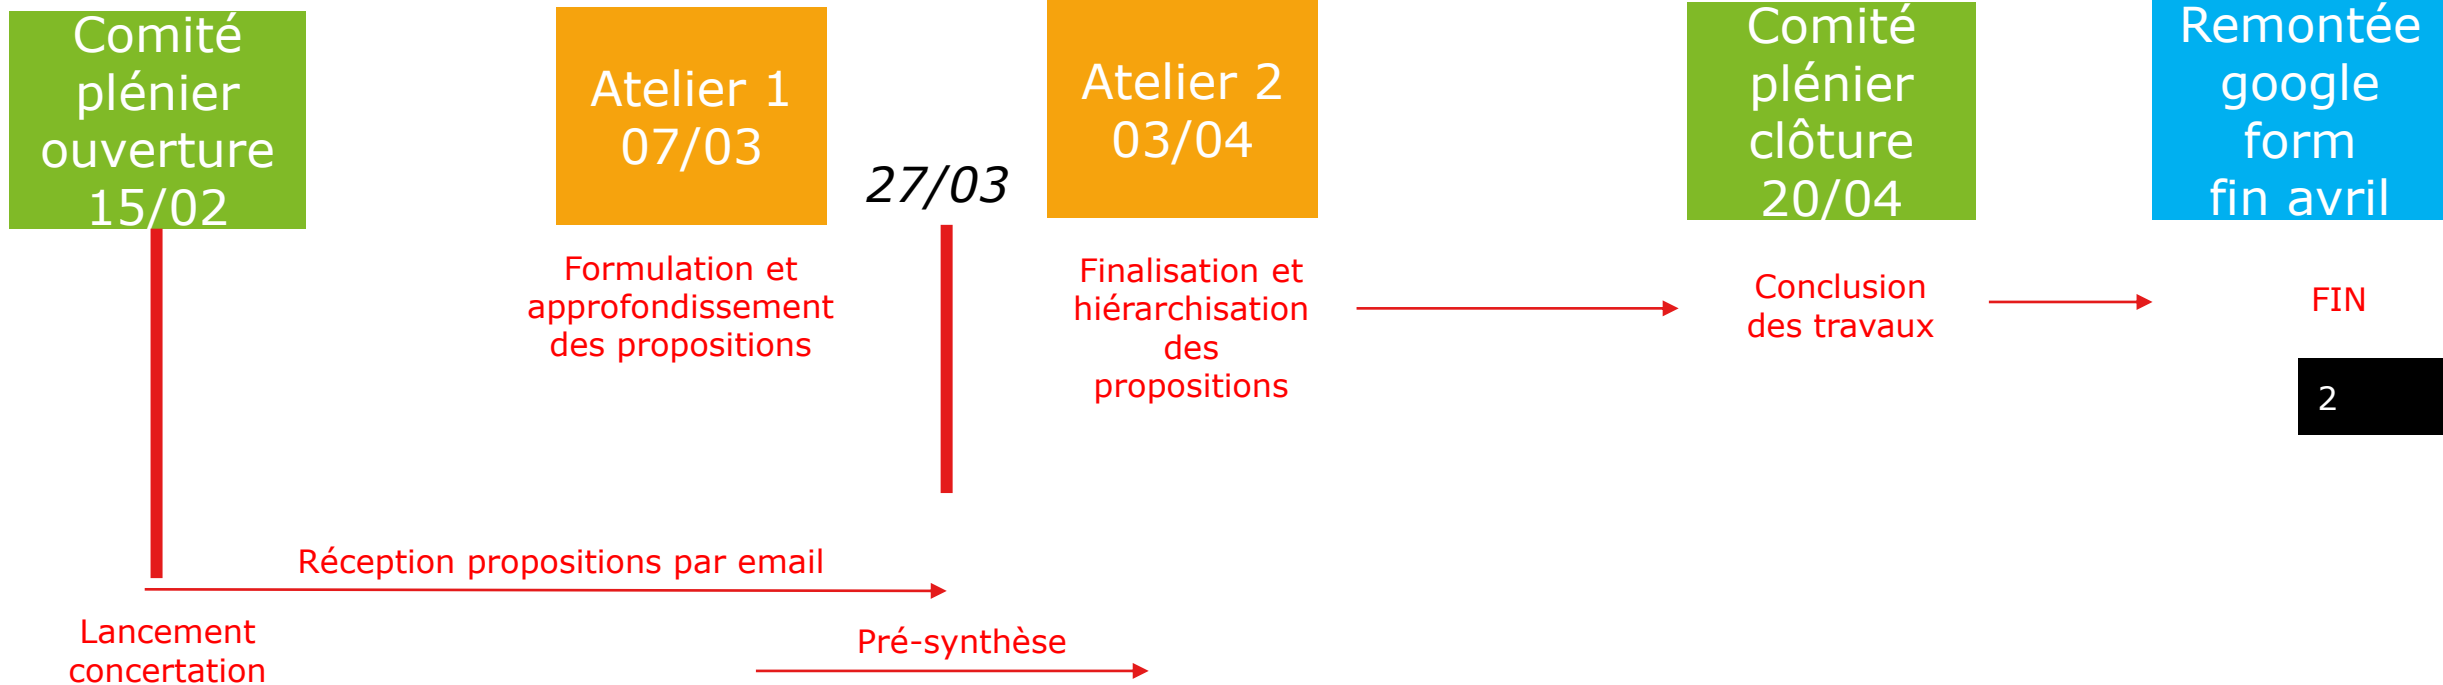 Comité
plénier
ouverture
15/02
Atelier 1
07/03
27/03
Atelier 2
03/04
Comité
plénier
clôture
20/04
Remontée
google
form
fin avril
Formulation et
approfondissement
des propositions
Finalisation et
hiérarchisation
des
propositions
Conclusion
des travaux
FIN
2
Réception propositions par email
Lancement
concertation
Pré-synthèse